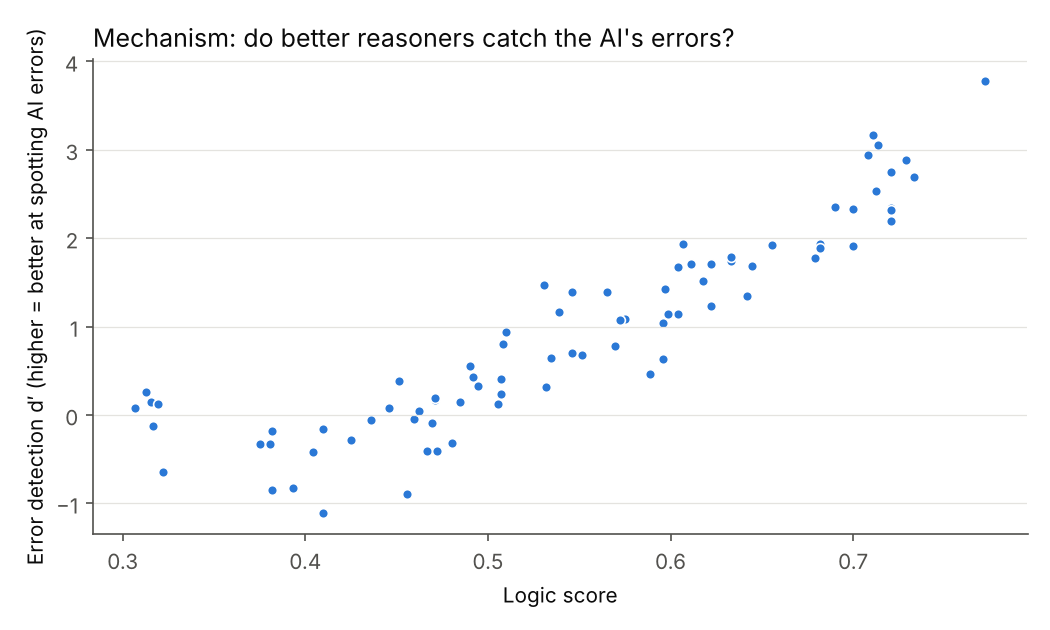 Mechanism: do better reasoners catch the AI's errors?
Error detection d′ (higher = better at spotting AI errors)
4
3
2
1
0
−1
0.3 0.4 0.5 0.6 0.7
Logic score